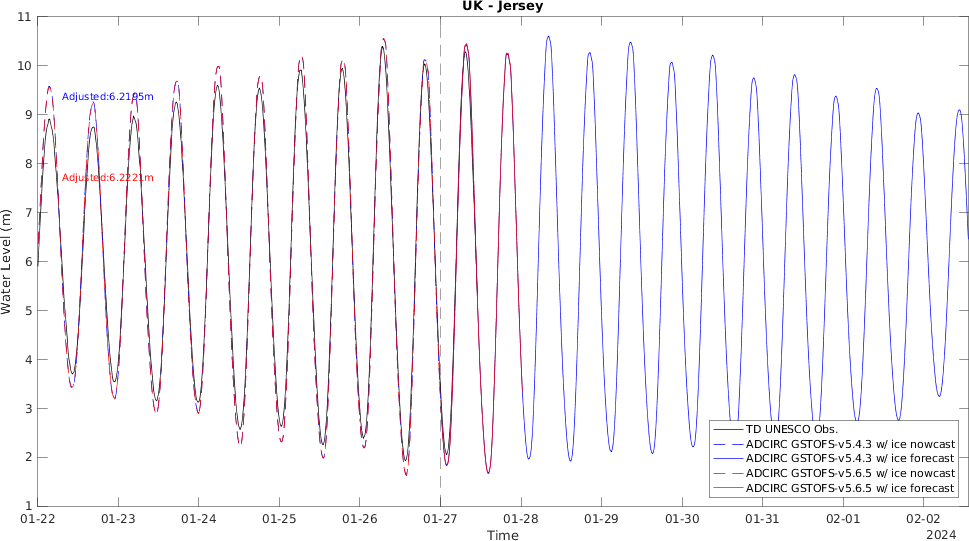 UK - Jersey
11
10
9
8
7
6
5
4
3
2
1
Water Level (m)
Adjusted:6.2195m
Adjusted:6.2221m
TD UNESCO Obs.
ADCIRC GSTOFS-v5.4.3 w/ ice nowcast
ADCIRC GSTOFS-v5.4.3 w/ ice forecast
ADCIRC GSTOFS-v5.6.5 w/ ice nowcast
ADCIRC GSTOFS-v5.6.5 w/ ice forecast
01-22 01-23 01-24 01-25 01-26 01-27 01-28 01-29 01-30 01-31 02-01 02-02
Time
2024